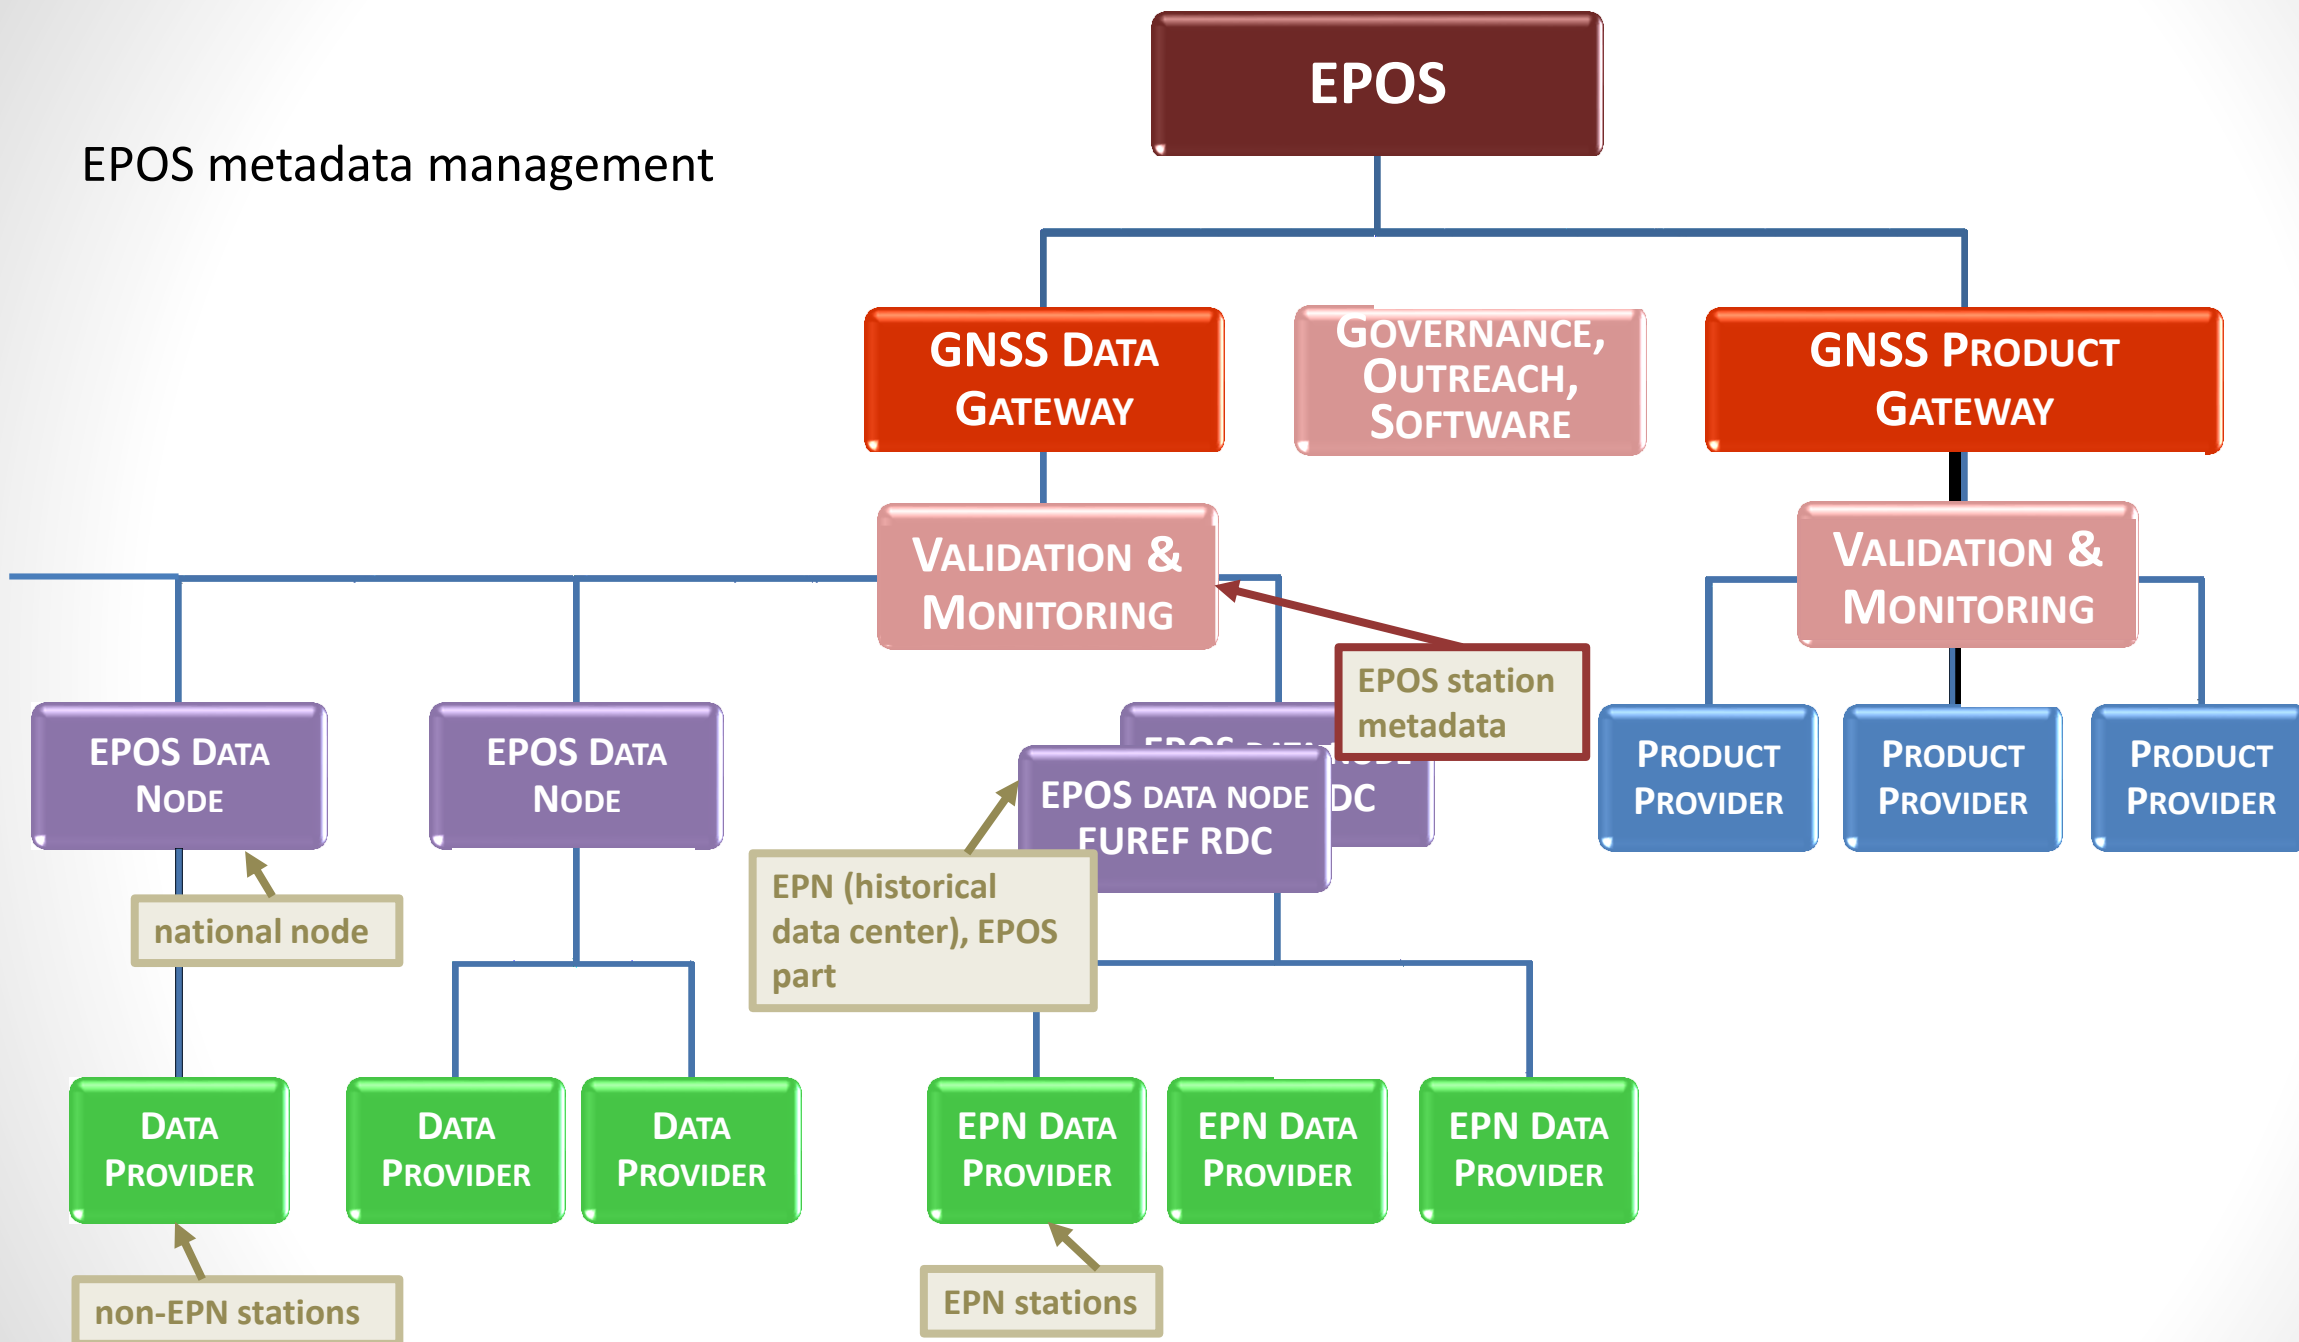 EPOS
EPOS metadata management
GNSS DATA
GATEWAY
GOVERNANCE,
OUTREACH,
SOFTWARE
GNSS PRODUCT
GATEWAY
VALIDATION &
MONITORING
VALIDATION &
MONITORING
EPOS station
metadata
EPOS DATA
NODE
EPOS DATA
NODE
EPOS DATA NODE
EUREF RDC
PRODUCT
PROVIDER
PRODUCT
PROVIDER
PRODUCT
PROVIDER
national node
EPN (historical
data center), EPOS
part
DATA
PROVIDER
DATA
PROVIDER
DATA
PROVIDER
EPN DATA
PROVIDER
EPN DATA
PROVIDER
EPN DATA
PROVIDER
non-EPN stations
EPN stations